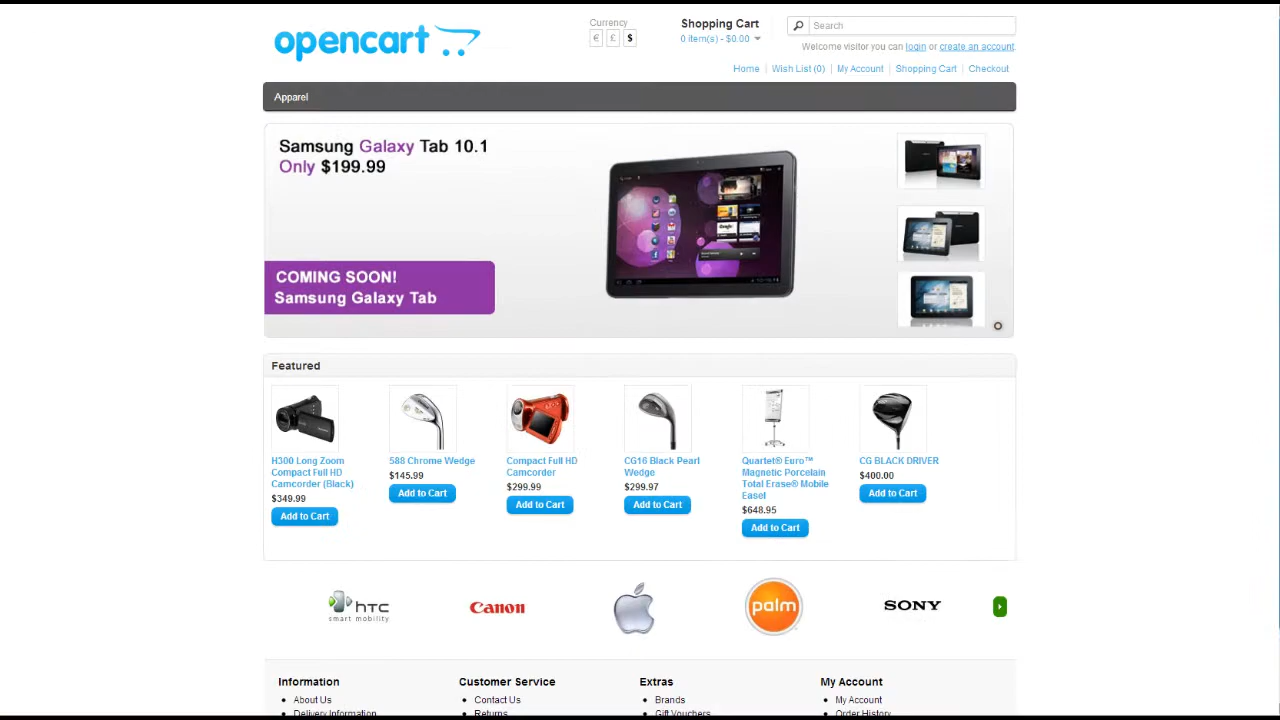 opencart
Currency
€ £ $
Shopping Cart
0 item(s) - $0.00
Search
Welcome visitor you can login or create an account.
Home
Wish List (0)
My Account
Shopping Cart
Checkout
Apparel
Samsung Galaxy Tab 10.1
Only $199.99
COMING SOON!
Samsung Galaxy Tab
Featured
H300 Long Zoom
Compact Full HD
Camcorder (Black)
$349.99
Add to Cart
588 Chrome Wedge
$145.99
Add to Cart
Compact Full HD
Camcorder
$299.99
Add to Cart
CG16 Black Pearl
Wedge
$299.97
Add to Cart
Quartet® Euro™
Magnetic Porcelain
Total Erase® Mobile
Easel
$648.95
Add to Cart
CG BLACK DRIVER
$400.00
Add to Cart
hTC
smart mobility
Canon
palm
SONY
Information
About Us
Delivery Information
Customer Service
Contact Us
Returns
Extras
Brands
Gift Vouchers
My Account
My Account
Order History